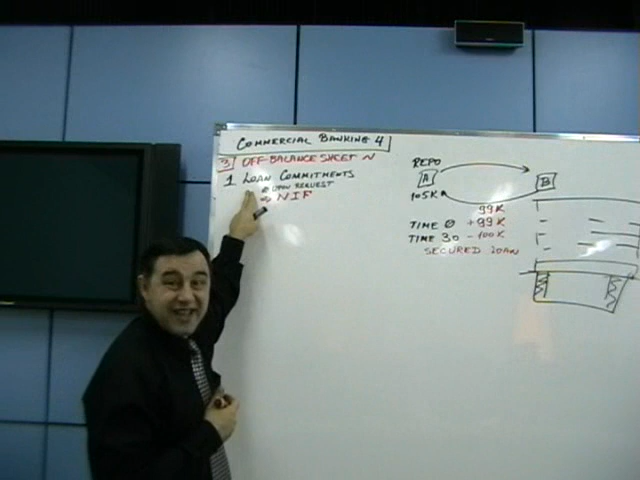 COMMERCIAL BANKING 4
3 OFF-BALANCE SHEET N
1 LOAN COMMITMENTS
UPON REQUEST
NIF
REPO
A
B
105K
99K
TIME 0 +99K
TIME 30 -100K
SECURED LOAN